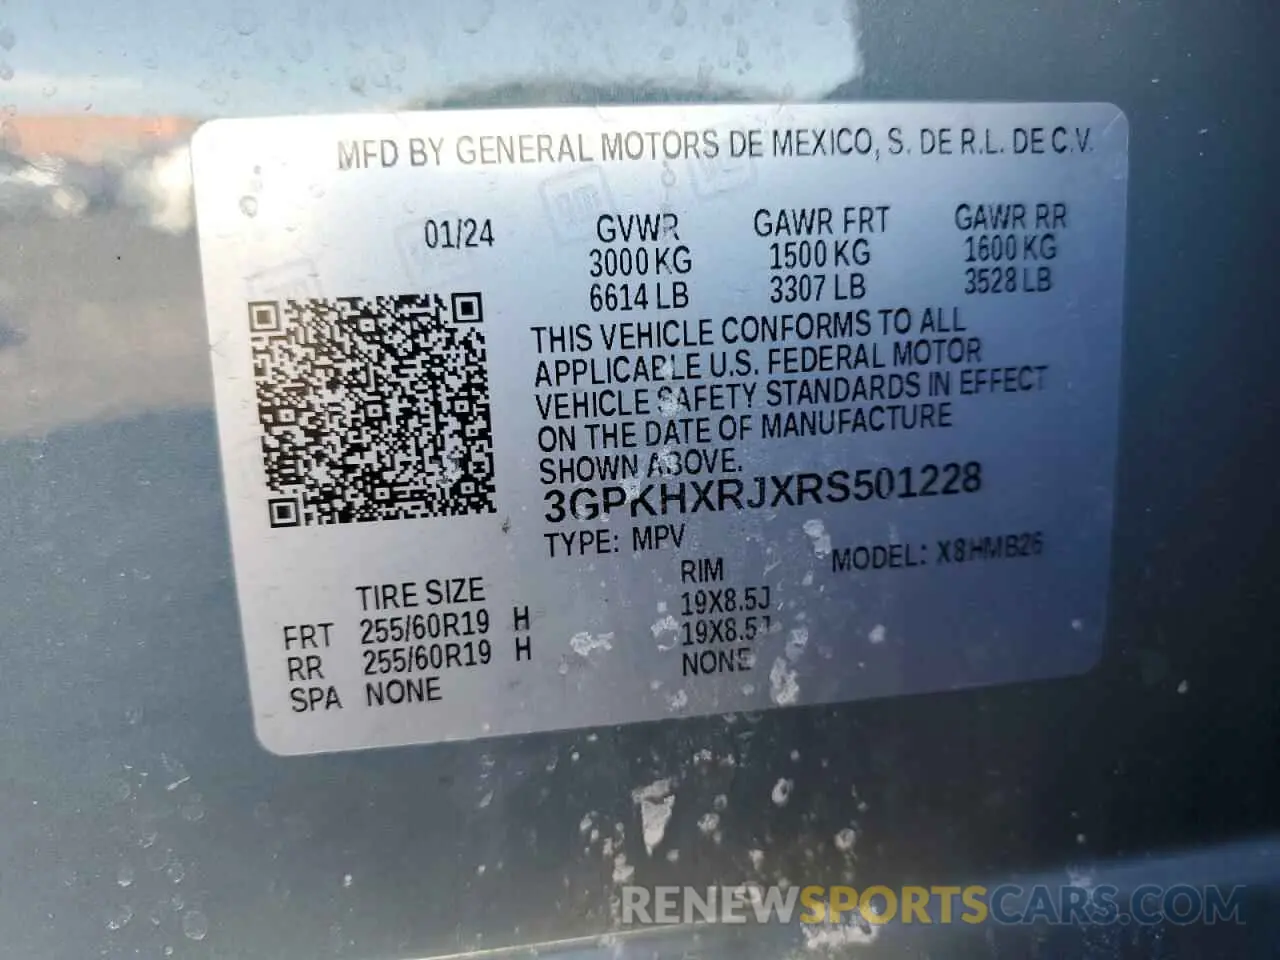 MFD BY GENERAL MOTORS DE MEXICO, S. DE R.L. DE C.V.
01/24 GVWR GAWR FRT GAWR RR
3000 KG 1500 KG 1600 KG
6614 LB 3307 LB 3528 LB
THIS VEHICLE CONFORMS TO ALL
APPLICABLE U.S. FEDERAL MOTOR
VEHICLE SAFETY STANDARDS IN EFFECT
ON THE DATE OF MANUFACTURE
SHOWN ABOVE.
3GPKHXRJXRS501228
TYPE: MPV MODEL: X8HMB26
TIRE SIZE RIM
FRT 255/60R19 H 19X8.5J
RR 255/60R19 H 19X8.5J
SPA NONE NONE
RENEWSPORTSCARS.COM